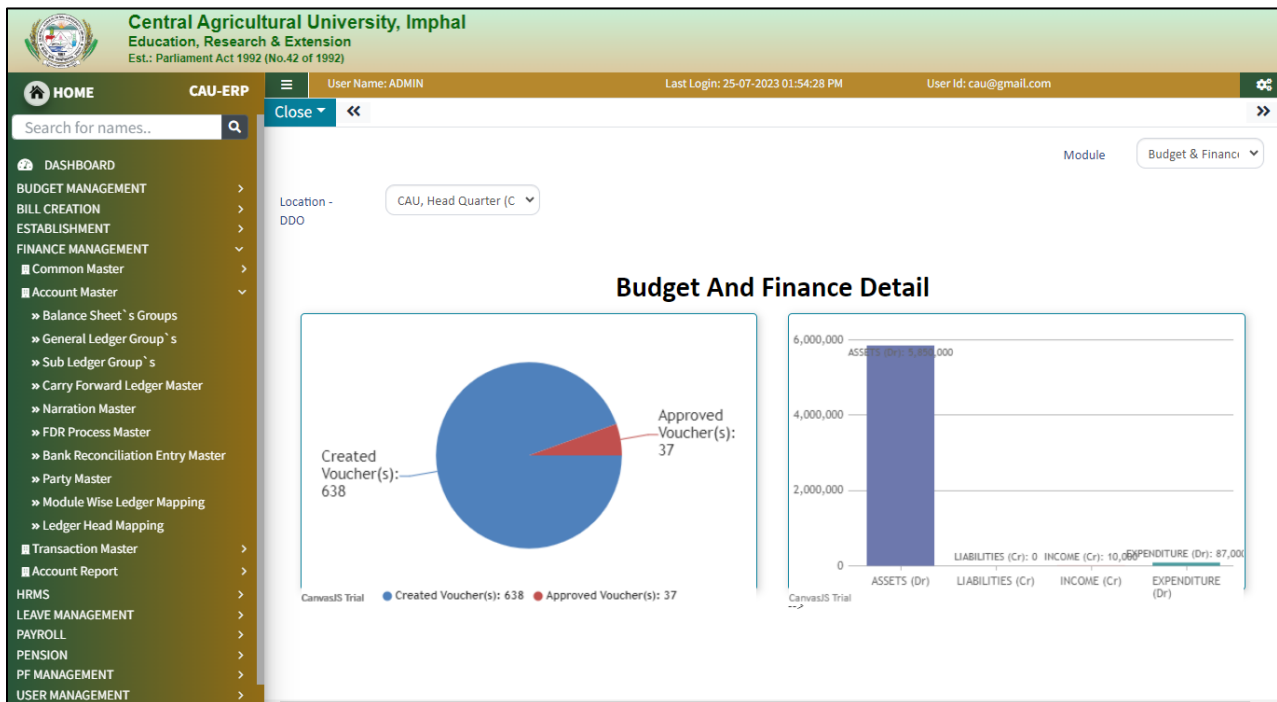 Central Agricultural University, Imphal
Education, Research & Extension
Est.: Parliament Act 1992 (No.42 of 1992)
HOME
CAU-ERP
User Name: ADMIN
Last Login: 25-07-2023 01:54:28 PM
User Id: cau@gmail.com
Search for names..
Close
Module
Budget & Finance
Location -
DDO
CAU, Head Quarter (C
DASHBOARD
BUDGET MANAGEMENT
BILL CREATION
ESTABLISHMENT
FINANCE MANAGEMENT
Common Master
Account Master
» Balance Sheet`s Groups
» General Ledger Group`s
» Sub Ledger Group`s
» Carry Forward Ledger Master
» Narration Master
» FDR Process Master
» Bank Reconciliation Entry Master
» Party Master
» Module Wise Ledger Mapping
» Ledger Head Mapping
Transaction Master
Account Report
HRMS
LEAVE MANAGEMENT
PAYROLL
PENSION
PF MANAGEMENT
USER MANAGEMENT
Budget And Finance Detail
Created
Voucher(s):
638
Approved
Voucher(s):
37
CanvasJS Trial
Created Voucher(s): 638
Approved Voucher(s): 37
6,000,000
ASSETS (Dr): 5,850,000
4,000,000
2,000,000
LIABILITIES (Cr): 0
INCOME (Cr): 10,000
EXPENDITURE (Dr): 87,000
0
ASSETS (Dr)
LIABILITIES (Cr)
INCOME (Cr)
EXPENDITURE
(Dr)
CanvasJS Trial
-->